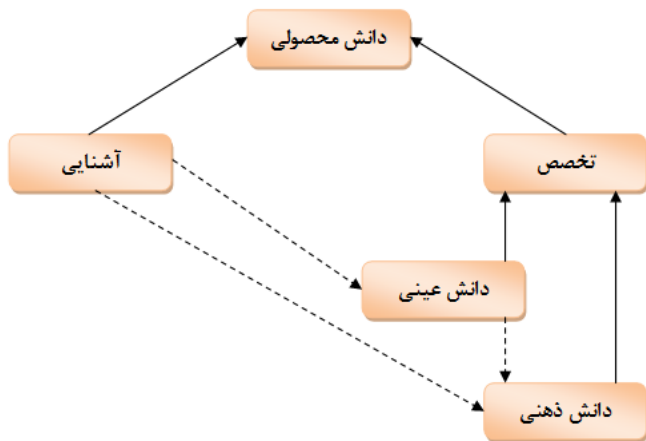 دانش محصولی
تخصص
آشنایی
دانش عینی
دانش ذهنی